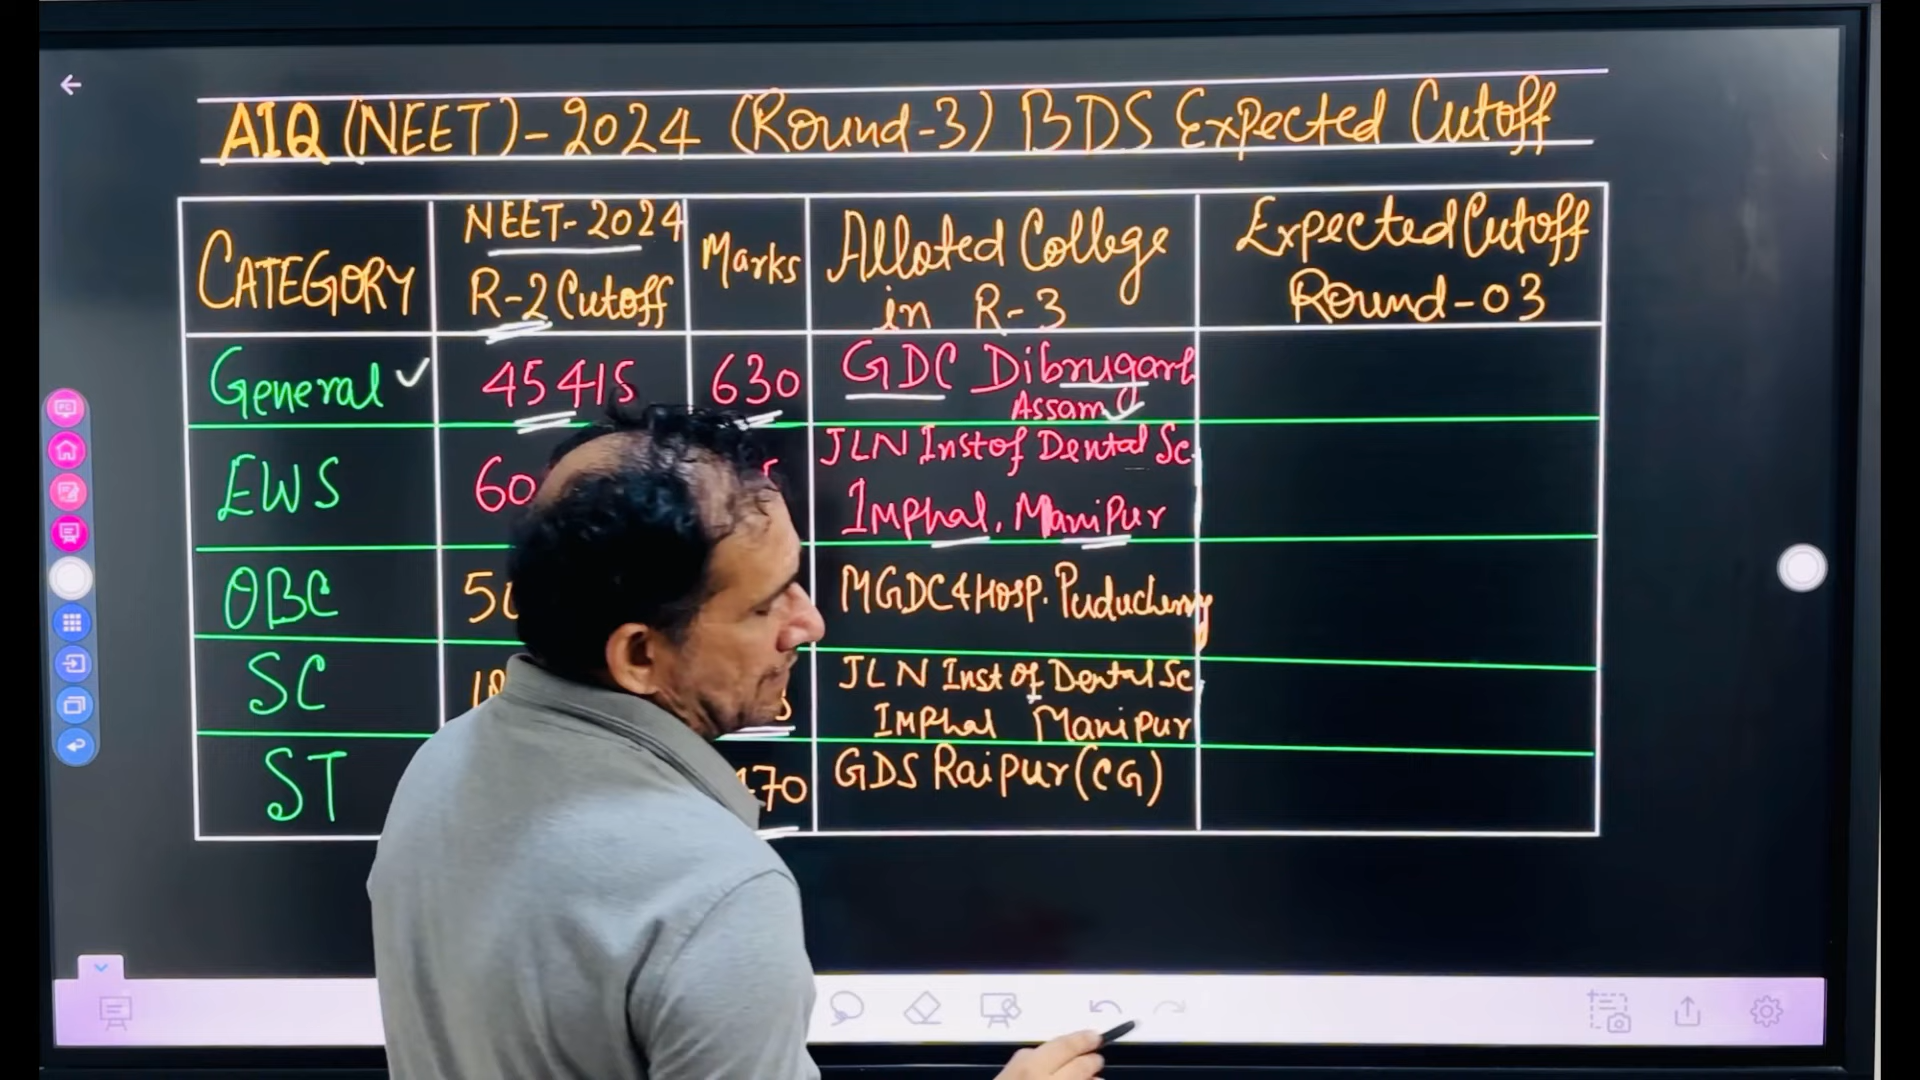 AIQ (NEET)-2024 (Round-3) BDS Expected Cutoff
CATEGORY
NEET-2024
R-2 Cutoff
Marks
Alloted College
in R-3
Expected Cutoff
Round-03
General
45415
630
GDC Dibrugarh
Assam
EWS
60
JLN Inst of Dental Sc.
Imphal, Manipur
OBC
MGDC & Hosp. Puducherry
SC
JLN Inst Of Dental Sc
Imphal Manipur
ST
70
GDS Raipur (CG)